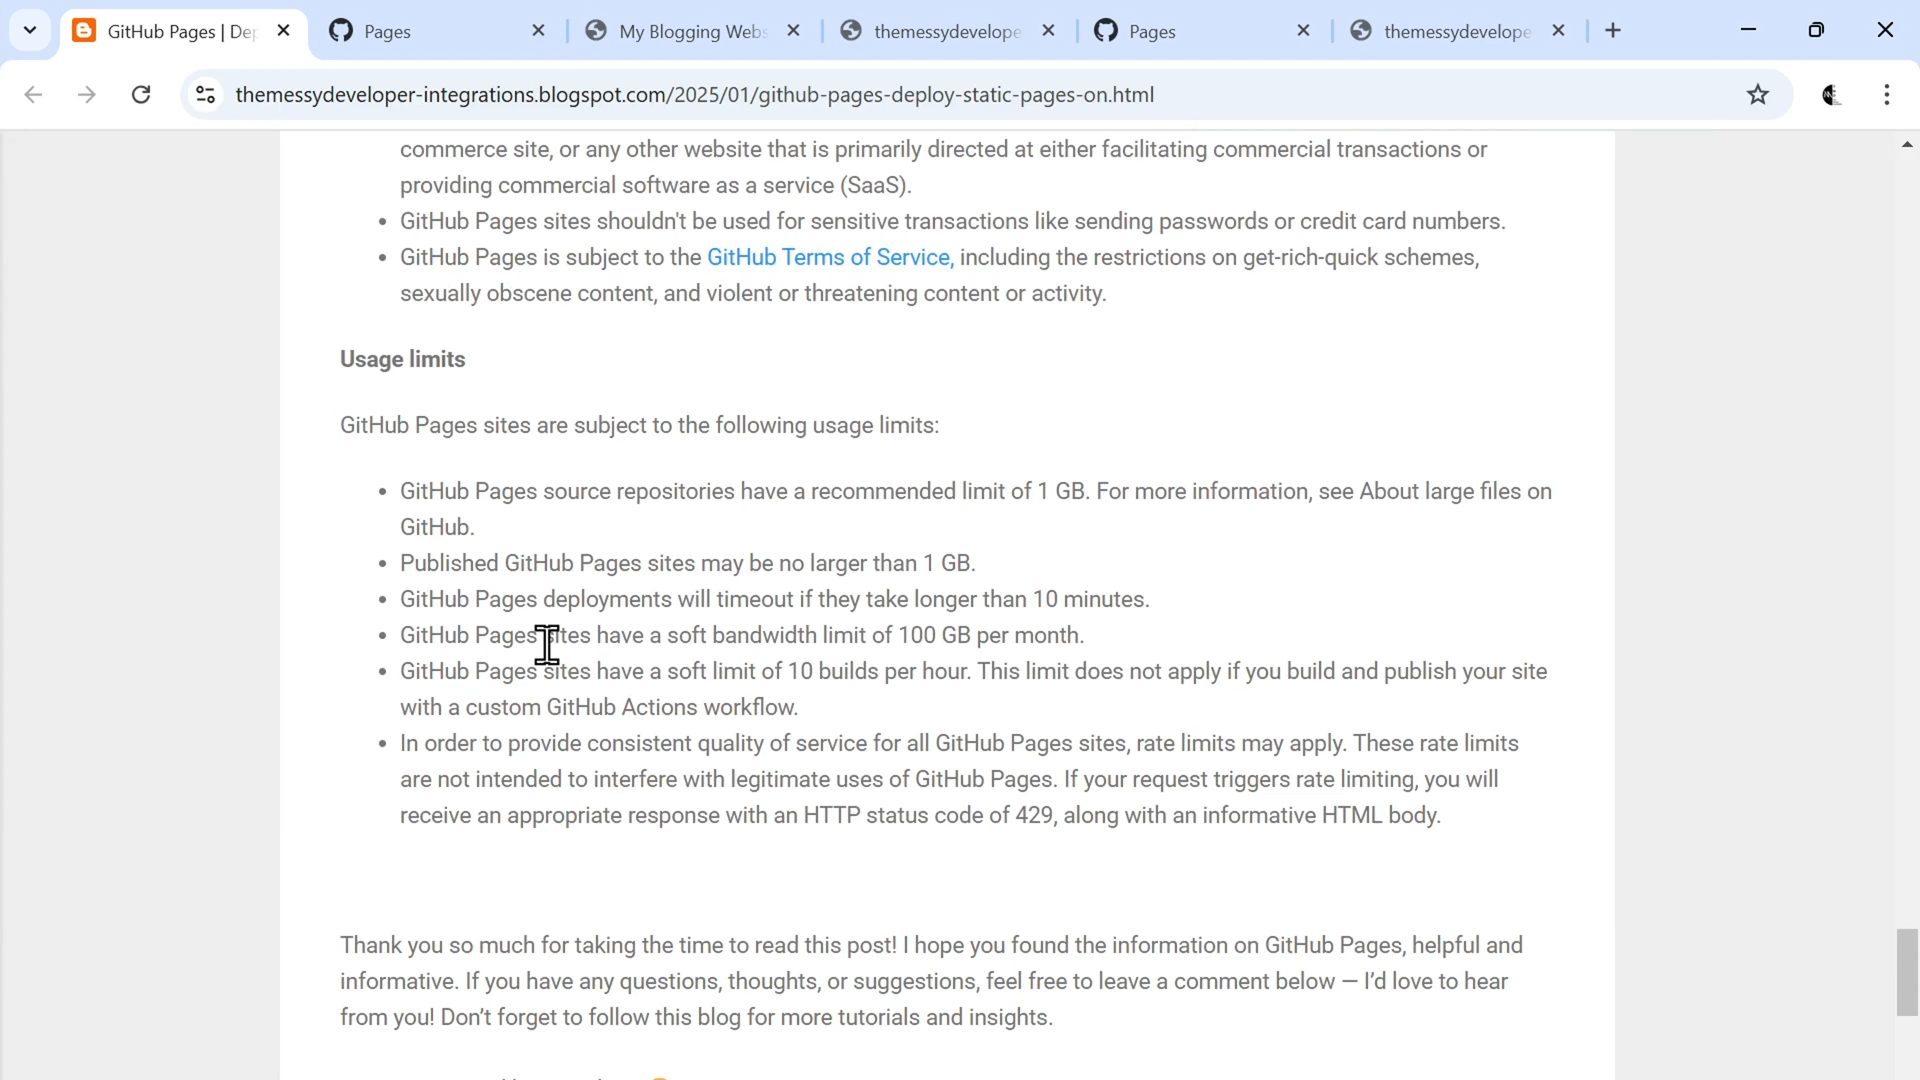 GitHub Pages | Dep
Pages
My Blogging Webs
themessydevelope
Pages
themessydevelope
themessydeveloper-integrations.blogspot.com/2025/01/github-pages-deploy-static-pages-on.html
commerce site, or any other website that is primarily directed at either facilitating commercial transactions or
providing commercial software as a service (SaaS).
• GitHub Pages sites shouldn't be used for sensitive transactions like sending passwords or credit card numbers.
• GitHub Pages is subject to the GitHub Terms of Service, including the restrictions on get-rich-quick schemes,
sexually obscene content, and violent or threatening content or activity.
Usage limits
GitHub Pages sites are subject to the following usage limits:
• GitHub Pages source repositories have a recommended limit of 1 GB. For more information, see About large files on
GitHub.
• Published GitHub Pages sites may be no larger than 1 GB.
• GitHub Pages deployments will timeout if they take longer than 10 minutes.
• GitHub Pages sites have a soft bandwidth limit of 100 GB per month.
• GitHub Pages sites have a soft limit of 10 builds per hour. This limit does not apply if you build and publish your site
with a custom GitHub Actions workflow.
• In order to provide consistent quality of service for all GitHub Pages sites, rate limits may apply. These rate limits
are not intended to interfere with legitimate uses of GitHub Pages. If your request triggers rate limiting, you will
receive an appropriate response with an HTTP status code of 429, along with an informative HTML body.
Thank you so much for taking the time to read this post! I hope you found the information on GitHub Pages, helpful and
informative. If you have any questions, thoughts, or suggestions, feel free to leave a comment below — I'd love to hear
from you! Don't forget to follow this blog for more tutorials and insights.